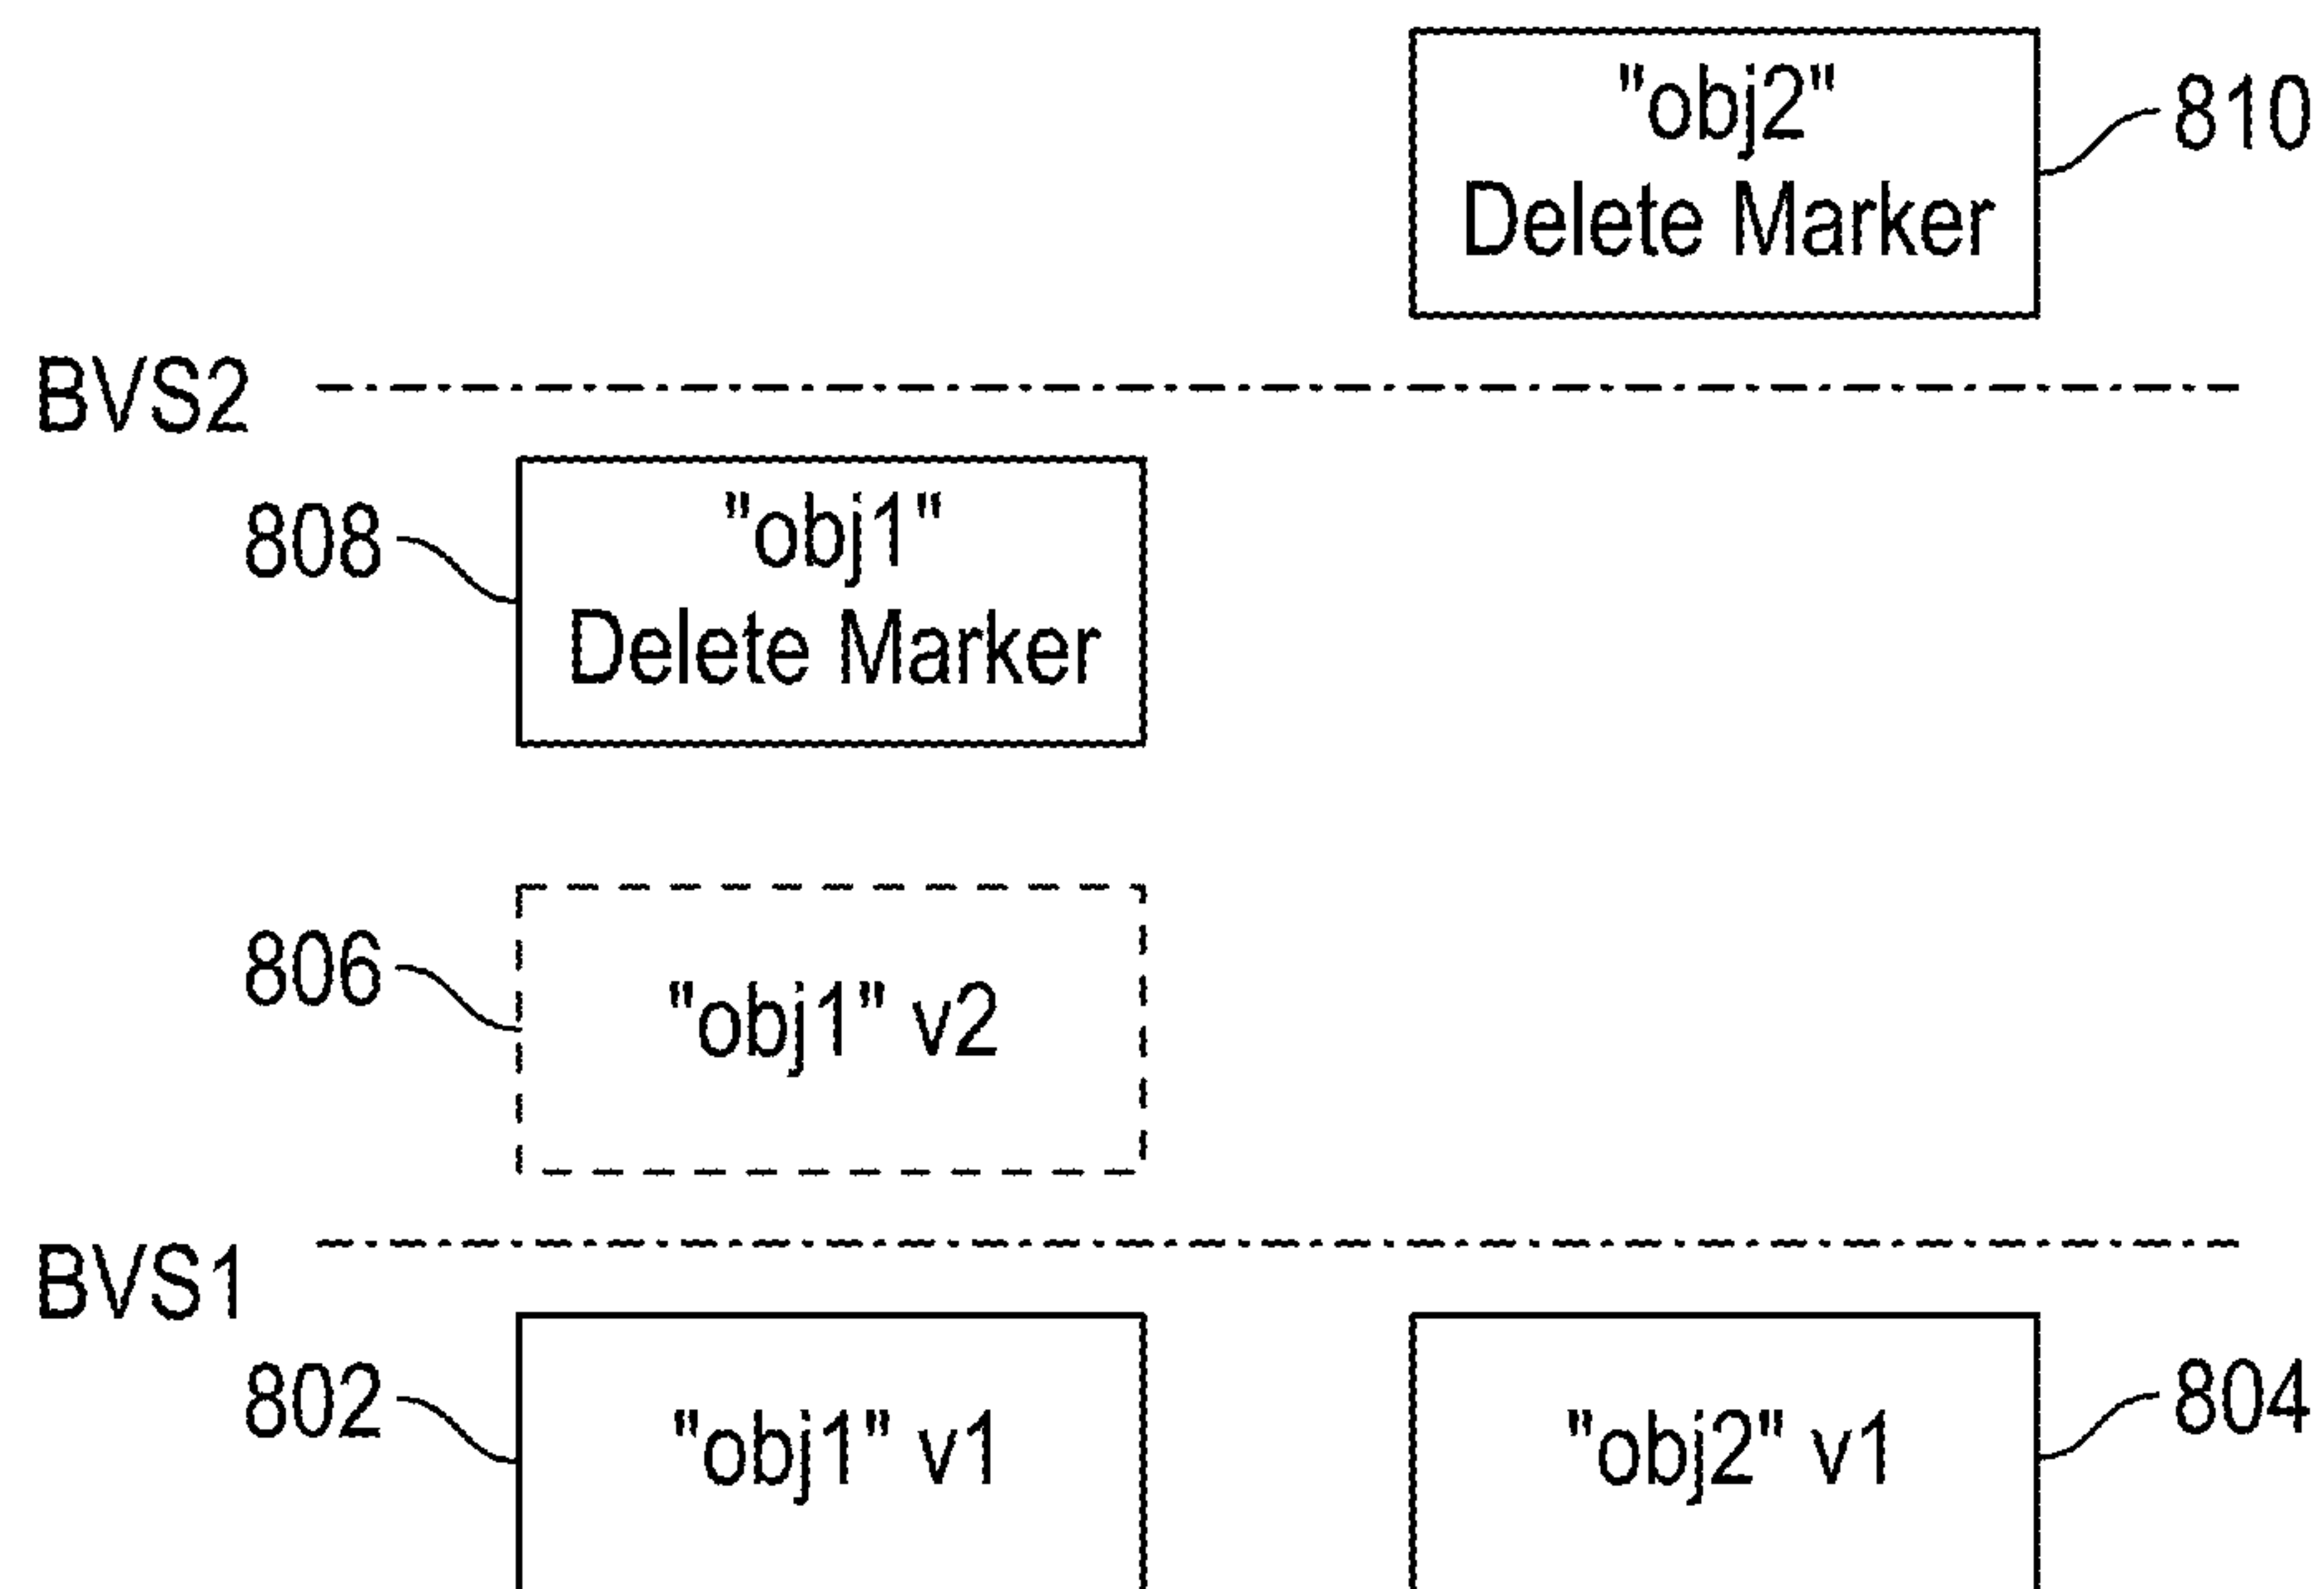 "obj2"
Delete Marker
810
BVS2
808
"obj1"
Delete Marker
806
"obj1" v2
BVS1
802
"obj1" v1
"obj2" v1
804